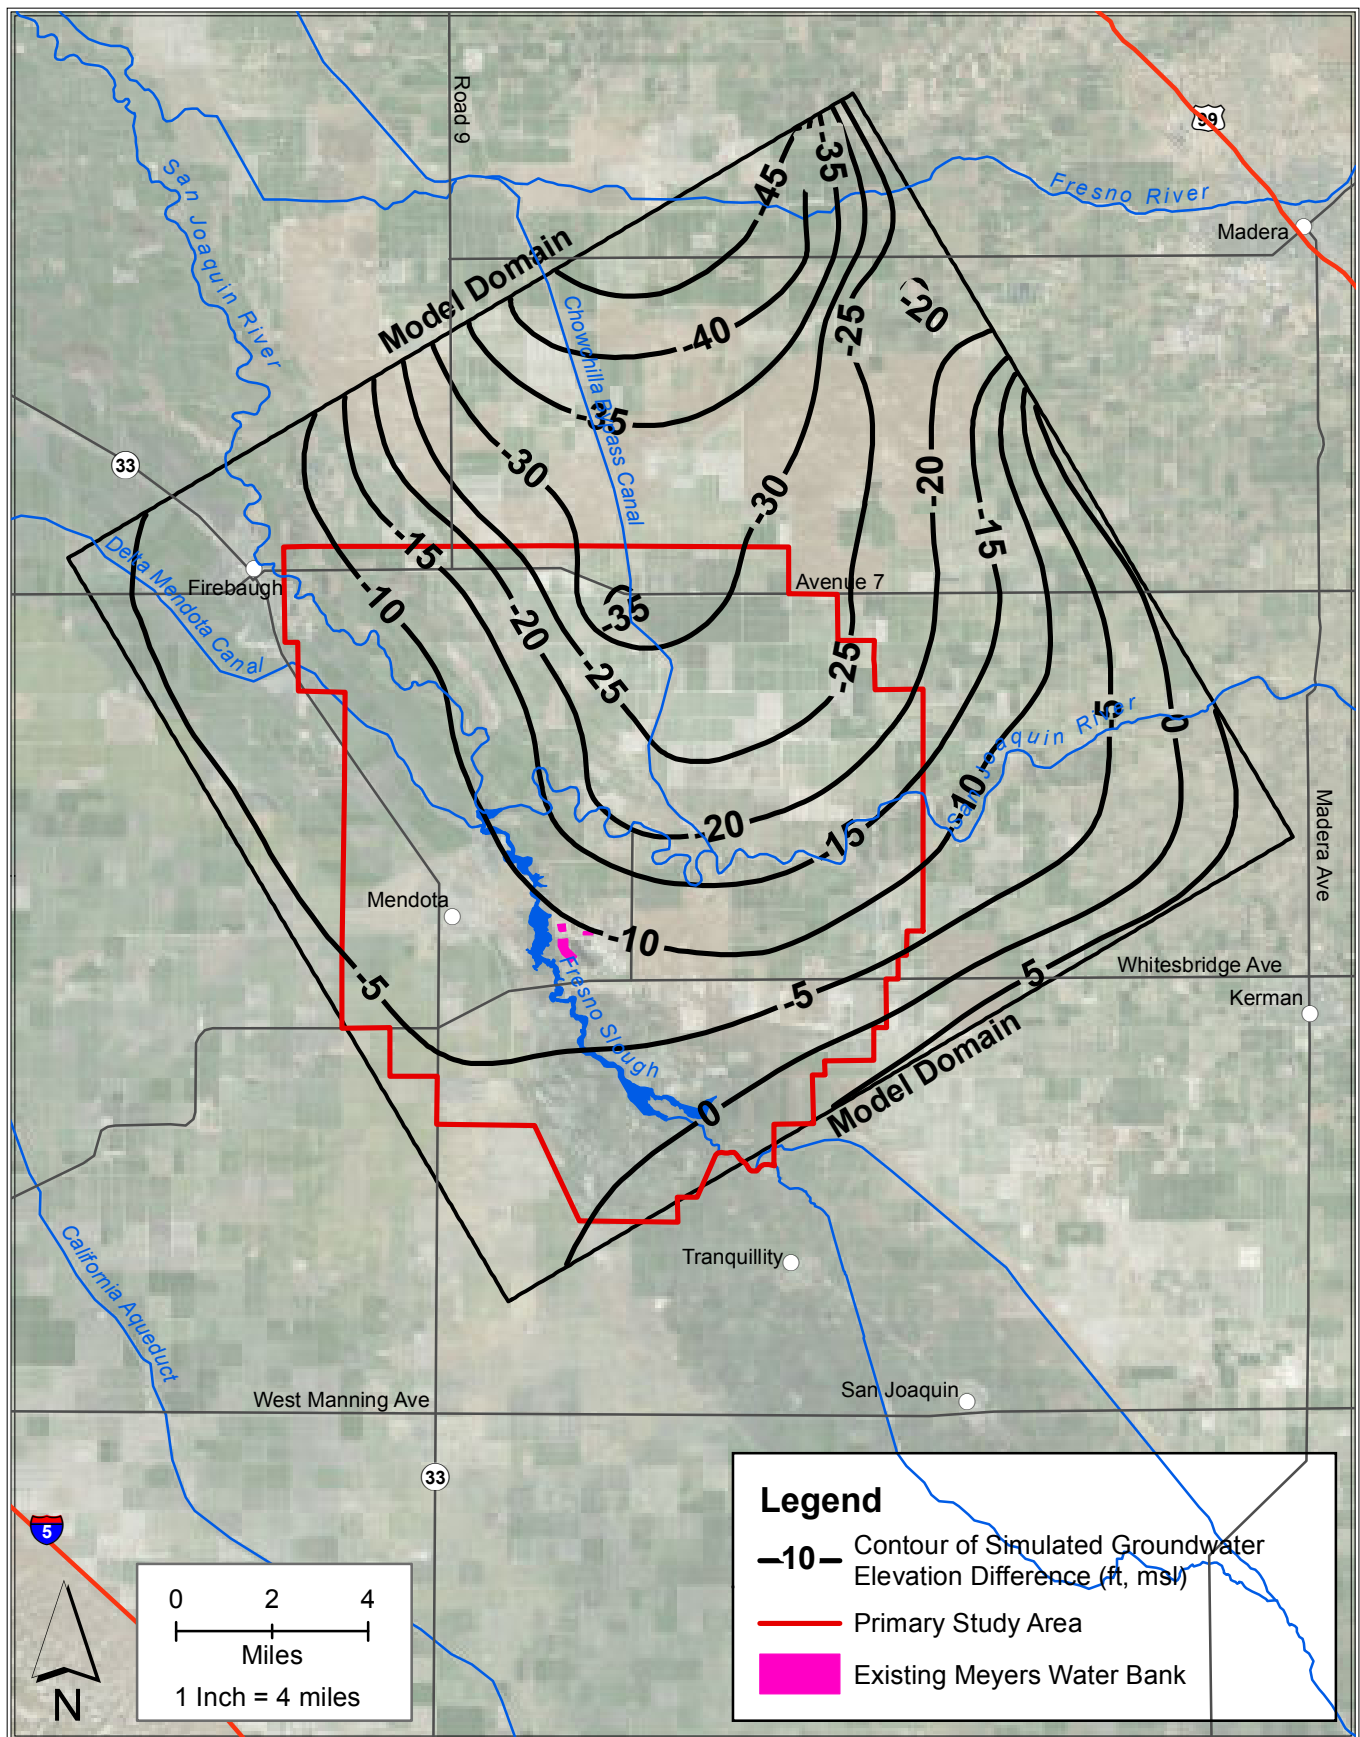 Road 9
99
San Joaquin River
Fresno River
Madera
-45
-35
Model Domain
Chowchilla Bypass Canal
-40
-25
-20
-35
-30
33
-30
-20
-15
-15
Delta Mendota Canal
Firebaugh
-10
-35
Avenue 7
-20
-25
-25
-5
0
San Joaquin River
-10
-20
-15
Madera Ave
Mendota
-10
Fresno Slough
-5
-5
5
Whitesbridge Ave
Kerman
Model Domain
0
Tranquillity
California Aqueduct
San Joaquin
West Manning Ave
33
5
0 2 4
Miles
1 Inch = 4 miles
N
Legend
-10 Contour of Simulated Groundwater
Elevation Difference (ft, msl)
Primary Study Area
Existing Meyers Water Bank